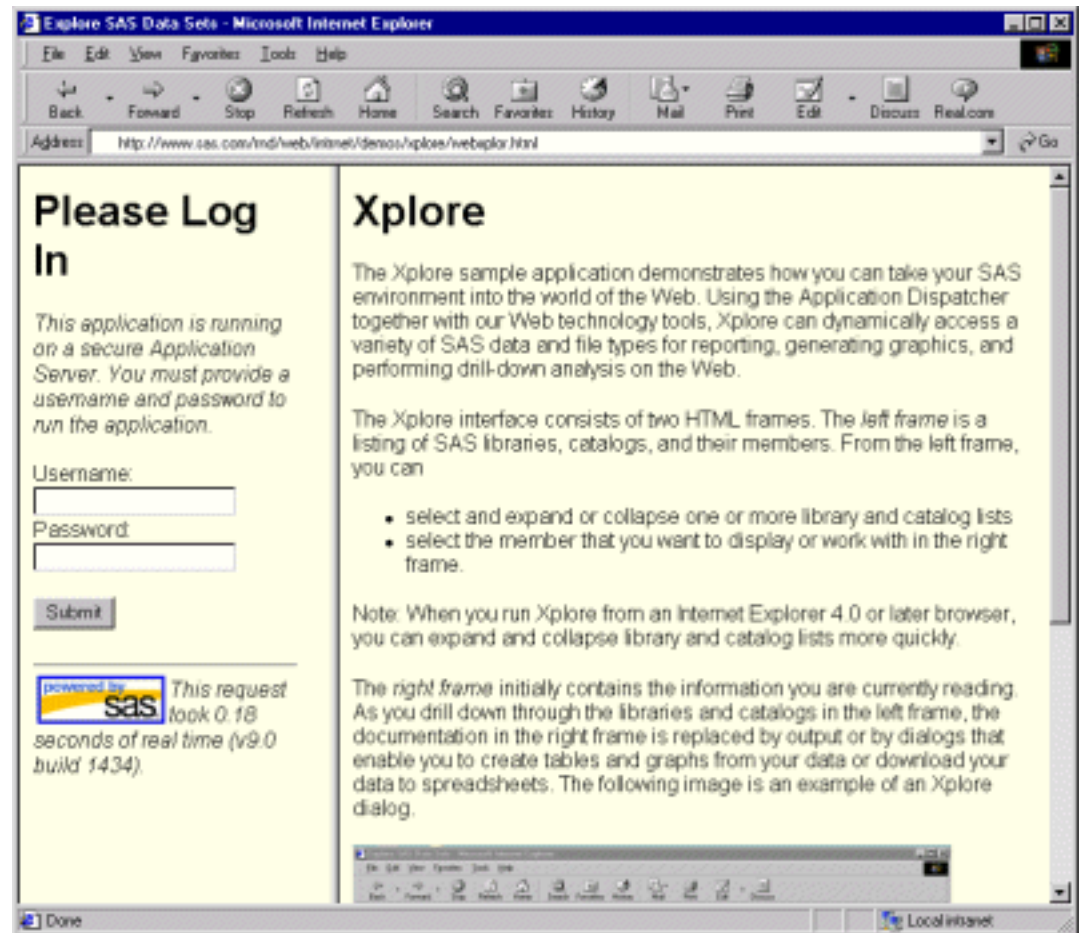 Explore SAS Data Sets - Microsoft Internet Explorer
File Edit View Favorites Tools Help
Back Forward Stop Refresh Home Search Favorites History Mail Print Edit Discuss Real.com
Address http://www.sas.com/rnd/web/intrnet/demos/xplore/webxplor.html Go
Please Log
In
This application is running
on a secure Application
Server. You must provide a
username and password to
run the application.
Username:
Password:
Submit
powered by
sas
This request
took 0.18
seconds of real time (v9.0
build 1434).
Xplore
The Xplore sample application demonstrates how you can take your SAS
environment into the world of the Web. Using the Application Dispatcher
together with our Web technology tools, Xplore can dynamically access a
variety of SAS data and file types for reporting, generating graphics, and
performing drill-down analysis on the Web.
The Xplore interface consists of two HTML frames. The left frame is a
listing of SAS libraries, catalogs, and their members. From the left frame,
you can
• select and expand or collapse one or more library and catalog lists
• select the member that you want to display or work with in the right
frame.
Note: When you run Xplore from an Internet Explorer 4.0 or later browser,
you can expand and collapse library and catalog lists more quickly.
The right frame initially contains the information you are currently reading.
As you drill down through the libraries and catalogs in the left frame, the
documentation in the right frame is replaced by output or by dialogs that
enable you to create tables and graphs from your data or download your
data to spreadsheets. The following image is an example of an Xplore
dialog.
Done
Local intranet